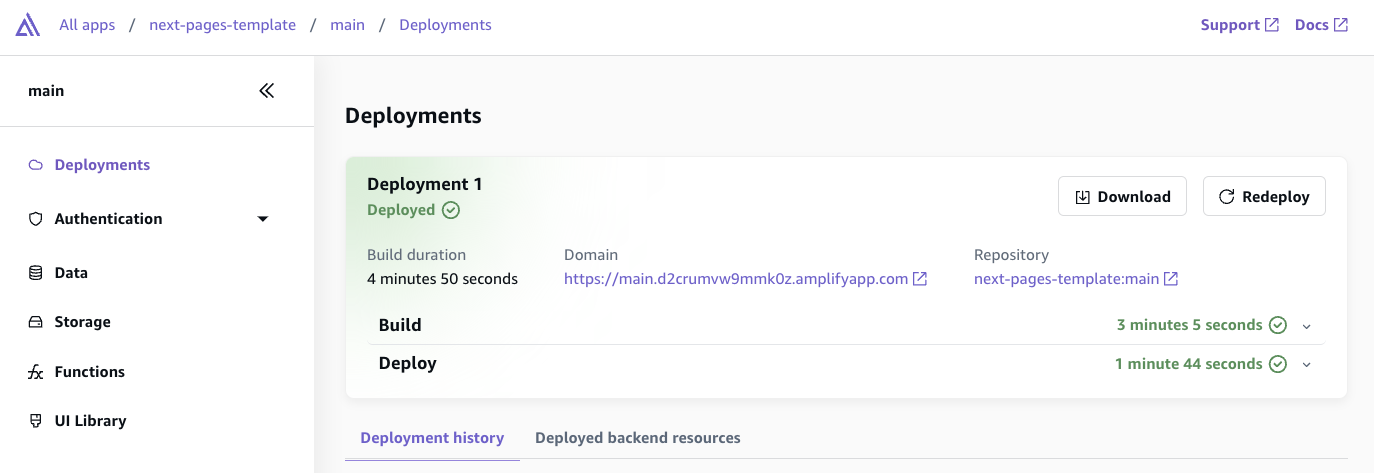 All apps / next-pages-template / main / Deployments Support Docs
main
Deployments
Deployments
Authentication
Data
Storage
Functions
UI Library
Deployment 1
Deployed
Download Redeploy
Build duration Domain Repository
4 minutes 50 seconds https://main.d2crumvw9mmk0z.amplifyapp.com next-pages-template:main
Build 3 minutes 5 seconds
Deploy 1 minute 44 seconds
Deployment history Deployed backend resources